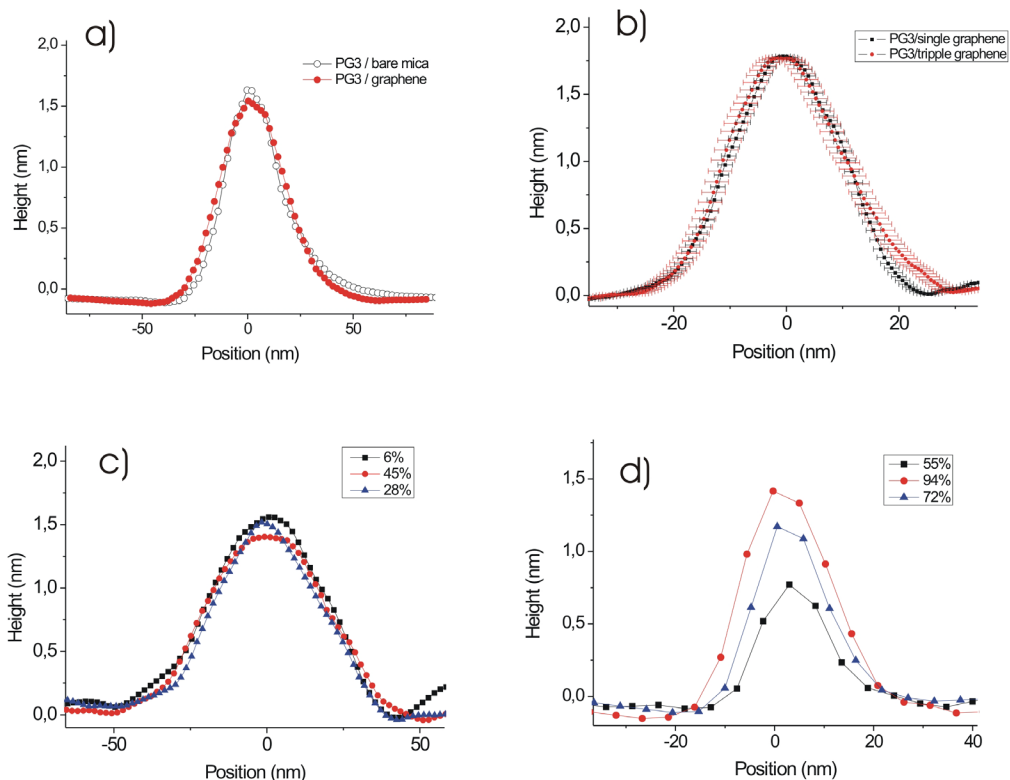 a)
PG3 / bare mica
PG3 / graphene
2,0
1,5
1,0
0,5
0,0
Height (nm)
-50
0
50
Position (nm)
b)
PG3/single graphene
PG3/tripple graphene
2,0
1,5
1,0
0,5
0,0
Height (nm)
-20
0
20
Position (nm)
c)
6%
45%
28%
2,0
1,5
1,0
0,5
0,0
Height (nm)
-50
0
50
Position (nm)
d)
55%
94%
72%
1,5
1,0
0,5
0,0
Height (nm)
-20
0
20
40
Position (nm)